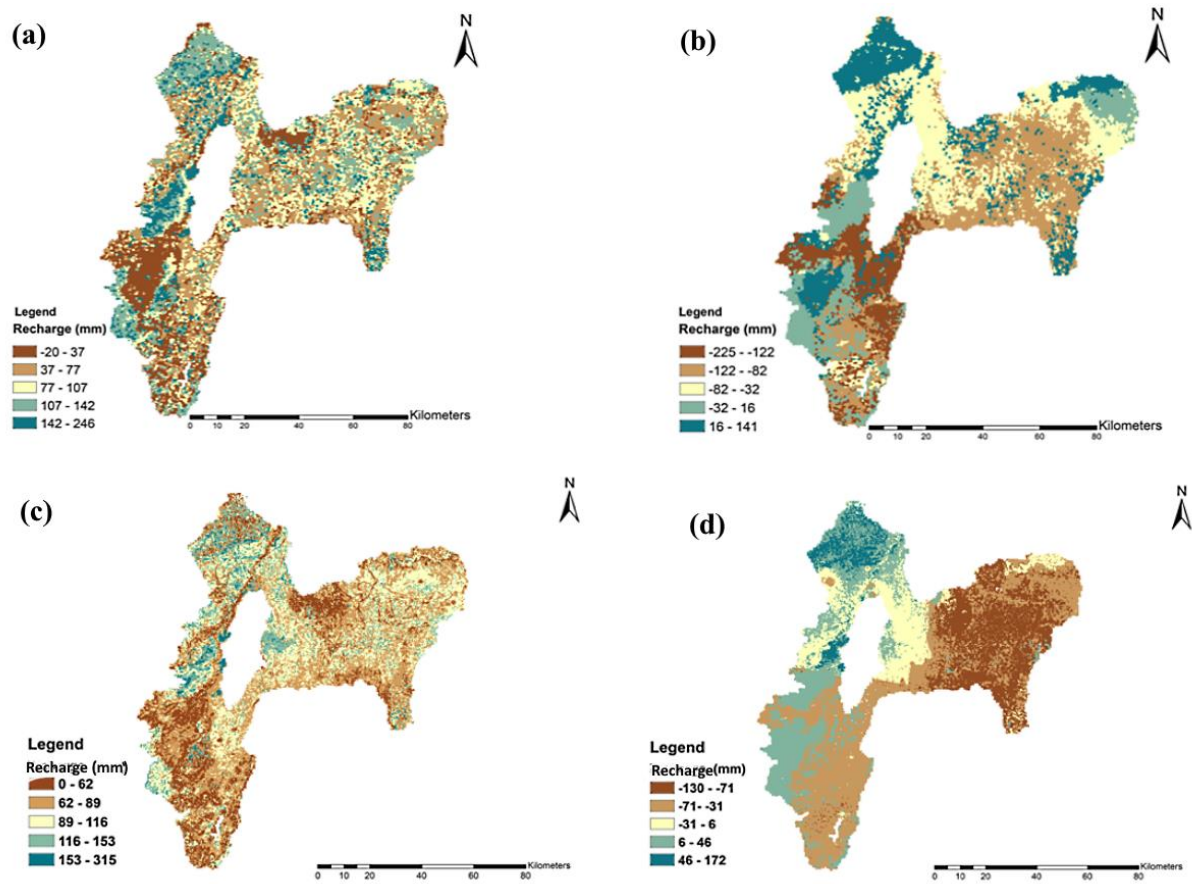 (a)
N
Legend
Recharge (mm)
-20 - 37
37 - 77
77 - 107
107 - 142
142 - 246
Kilometers
0 5 10 20 40 60 80
(b)
N
Legend
Recharge (mm)
-225 - -122
-122 - -82
-82 - -32
-32 - 16
16 - 141
Kilometers
0 5 10 20 40 60 80
(c)
N
Legend
Recharge (mm)
0 - 62
62 - 89
89 - 116
116 - 153
153 - 315
Kilometers
0 5 10 20 40 60 80
(d)
N
Legend
Recharge (mm)
-130 - -71
-71- -31
-31 - 6
6 - 46
46 - 172
Kilometers
0 5 10 20 40 60 80